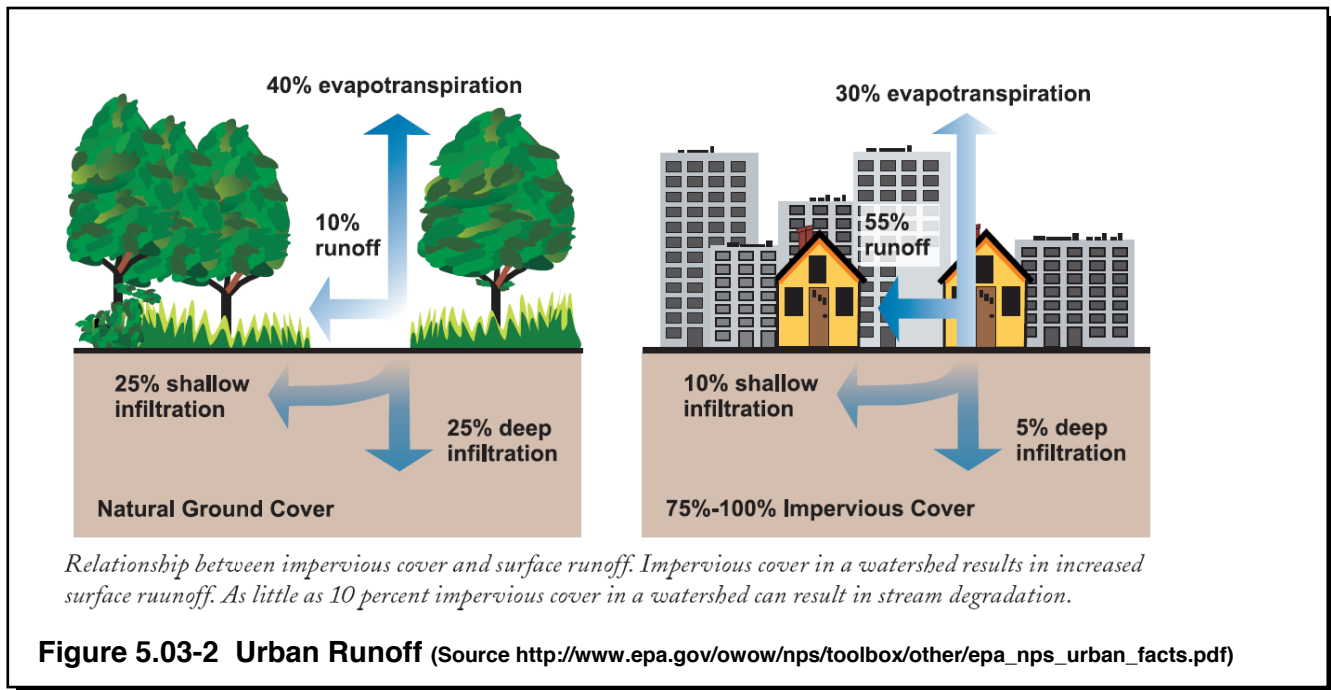 40% evapotranspiration
10%
runoff
25% shallow
infiltration
25% deep
infiltration
Natural Ground Cover
30% evapotranspiration
55%
runoff
10% shallow
infiltration
5% deep
infiltration
75%-100% Impervious Cover
Relationship between impervious cover and surface runoff. Impervious cover in a watershed results in increased
surface ruunoff. As little as 10 percent impervious cover in a watershed can result in stream degradation.
Figure 5.03-2 Urban Runoff (Source http://www.epa.gov/owow/nps/toolbox/other/epa_nps_urban_facts.pdf)